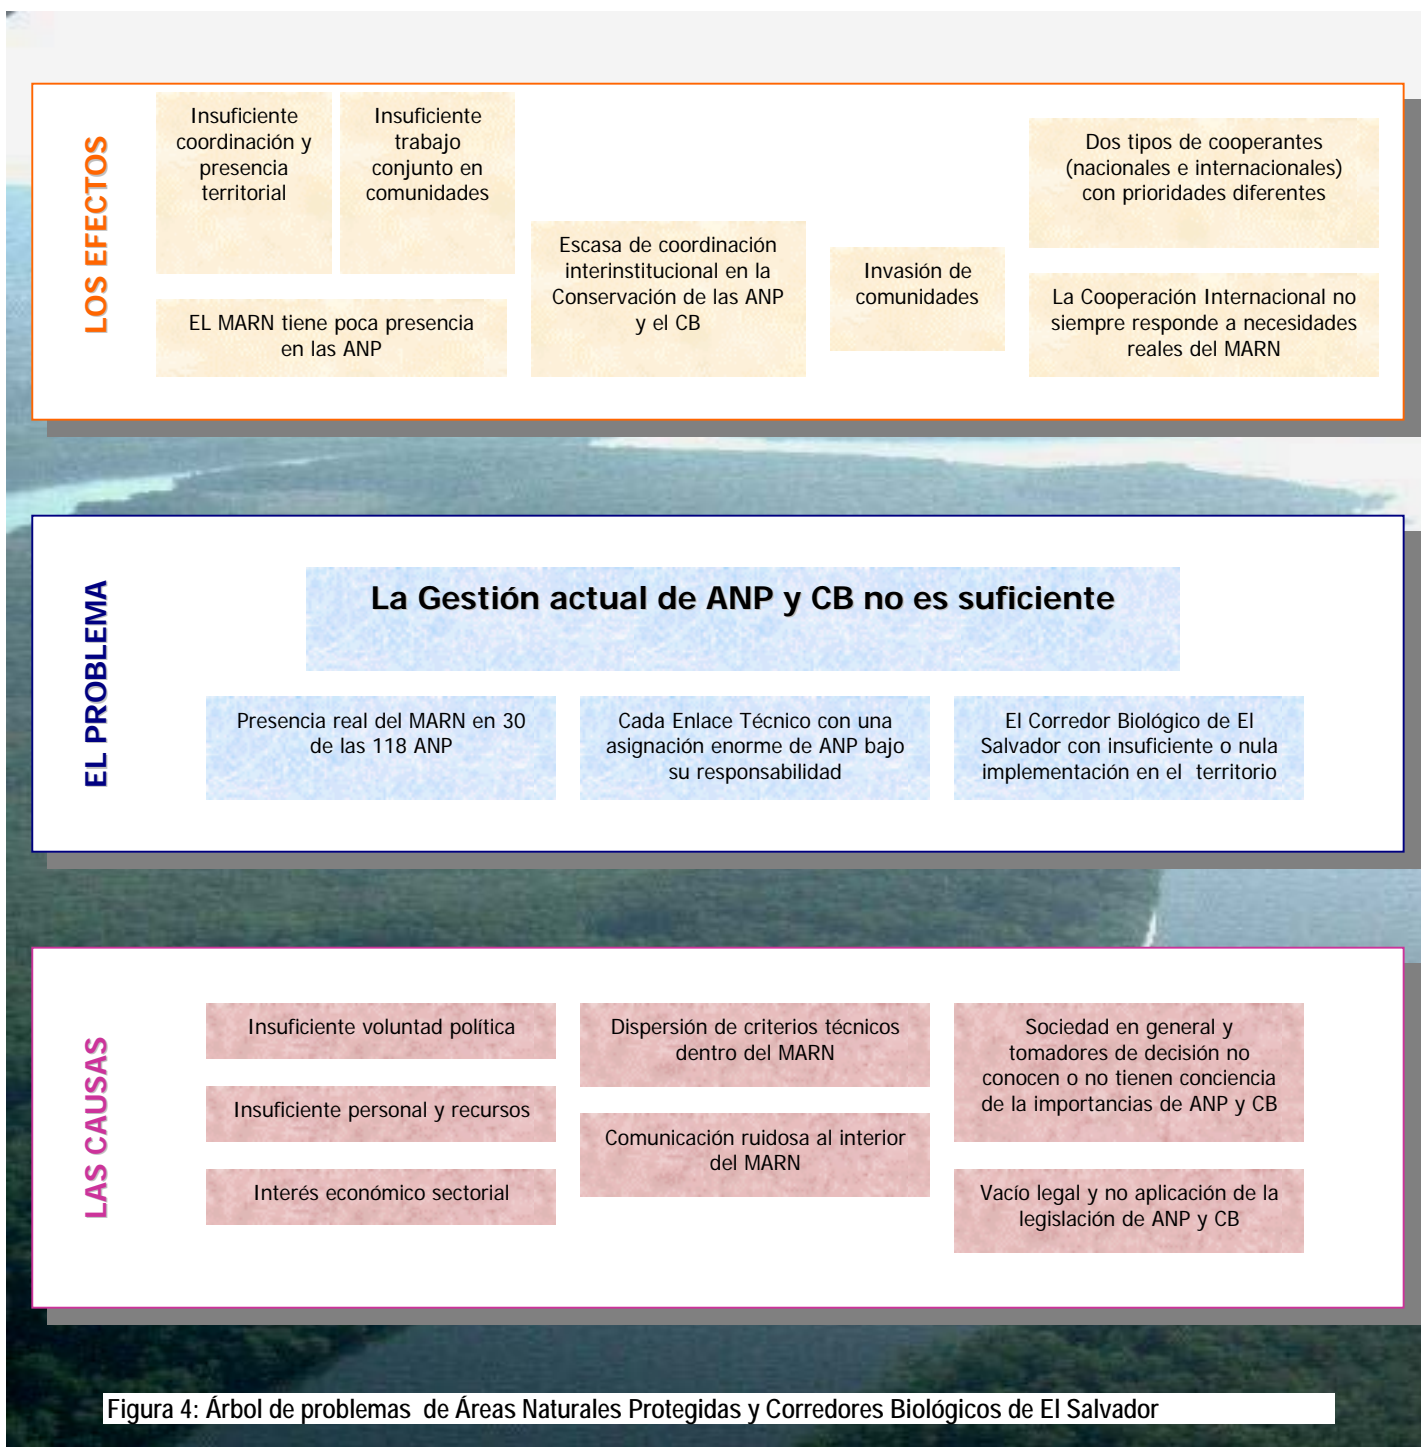 LOS EFECTOS
Insuficiente
coordinación y
presencia
territorial
Insuficiente
trabajo
conjunto en
comunidades
EL MARN tiene poca presencia
en las ANP
Escasa de coordinación
interinstitucional en la
Conservación de las ANP
y el CB
Invasión de
comunidades
Dos tipos de cooperantes
(nacionales e internacionales)
con prioridades diferentes
La Cooperación Internacional no
siempre responde a necesidades
reales del MARN
EL PROBLEMA
La Gestión actual de ANP y CB no es suficiente
Presencia real del MARN en 30
de las 118 ANP
Cada Enlace Técnico con una
asignación enorme de ANP bajo
su responsabilidad
El Corredor Biológico de El
Salvador con insuficiente o nula
implementación en el territorio
LAS CAUSAS
Insuficiente voluntad política
Insuficiente personal y recursos
Interés económico sectorial
Dispersión de criterios técnicos
dentro del MARN
Comunicación ruidosa al interior
del MARN
Sociedad en general y
tomadores de decisión no
conocen o no tienen conciencia
de la importancias de ANP y CB
Vacío legal y no aplicación de la
legislación de ANP y CB
Figura 4: Árbol de problemas de Áreas Naturales Protegidas y Corredores Biológicos de El Salvador